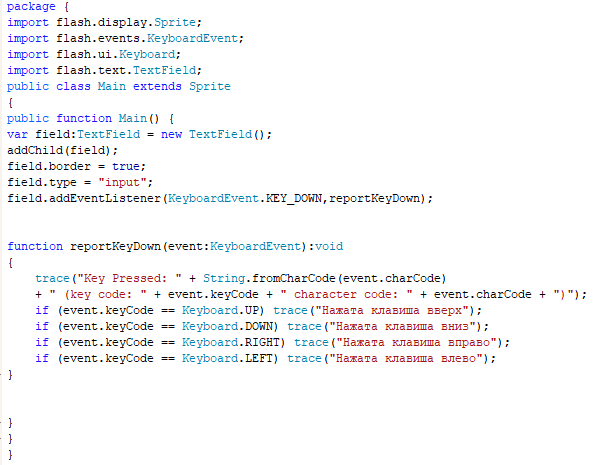 package {
import flash.display.Sprite;
import flash.events.KeyboardEvent;
import flash.ui.Keyboard;
import flash.text.TextField;
public class Main extends Sprite
{
public function Main() {
var field:TextField = new TextField();
addChild(field);
field.border = true;
field.type = "input";
field.addEventListener(KeyboardEvent.KEY_DOWN,reportKeyDown);
function reportKeyDown(event:KeyboardEvent):void
{
trace("Key Pressed: " + String.fromCharCode(event.charCode)
+ " (key code: " + event.keyCode + " character code: " + event.charCode + ")");
if (event.keyCode == Keyboard.UP) trace("Нажата клавиша вверх");
if (event.keyCode == Keyboard.DOWN) trace("Нажата клавиша вниз");
if (event.keyCode == Keyboard.RIGHT) trace("Нажата клавиша вправо");
if (event.keyCode == Keyboard.LEFT) trace("Нажата клавиша влево");
}
}
}
}